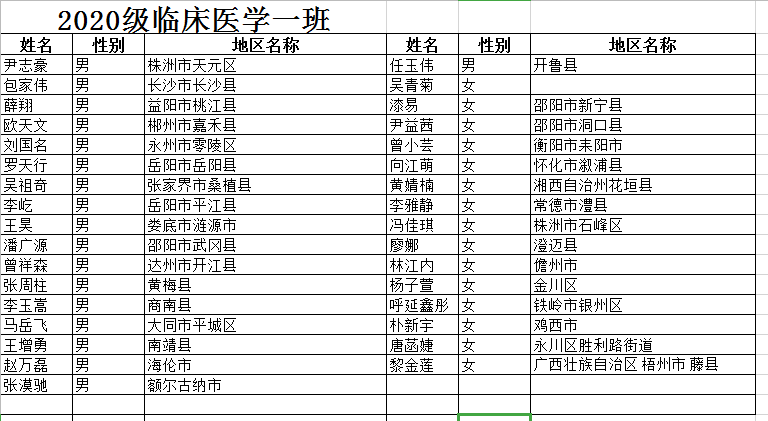 2020级临床医学一班
姓名 性别 地区名称 姓名 性别 地区名称
尹志豪 男 株洲市天元区 任玉伟 男 开鲁县
包家伟 男 长沙市长沙县 吴青菊 女
薛翔 男 益阳市桃江县 漆易 女 邵阳市新宁县
欧天文 男 郴州市嘉禾县 尹益茜 女 邵阳市洞口县
刘国名 男 永州市零陵区 曾小芸 女 衡阳市耒阳市
罗天行 男 岳阳市岳阳县 向江萌 女 怀化市溆浦县
吴祖奇 男 张家界市桑植县 黄婧楠 女 湘西自治州花垣县
李屹 男 岳阳市平江县 李雅静 女 常德市澧县
王昊 男 娄底市涟源市 冯佳琪 女 株洲市石峰区
潘广源 男 邵阳市武冈县 廖娜 女 澄迈县
曾祥森 男 达州市开江县 林江内 女 儋州市
张周柱 男 黄梅县 杨子萱 女 金川区
李玉嵩 男 商南县 呼延鑫彤 女 铁岭市银州区
马岳飞 男 大同市平城区 朴新宇 女 鸡西市
王增勇 男 南靖县 唐菡婕 女 永川区胜利路街道
赵万磊 男 海伦市 黎金莲 女 广西壮族自治区 梧州市 藤县
张漠驰 男 额尔古纳市